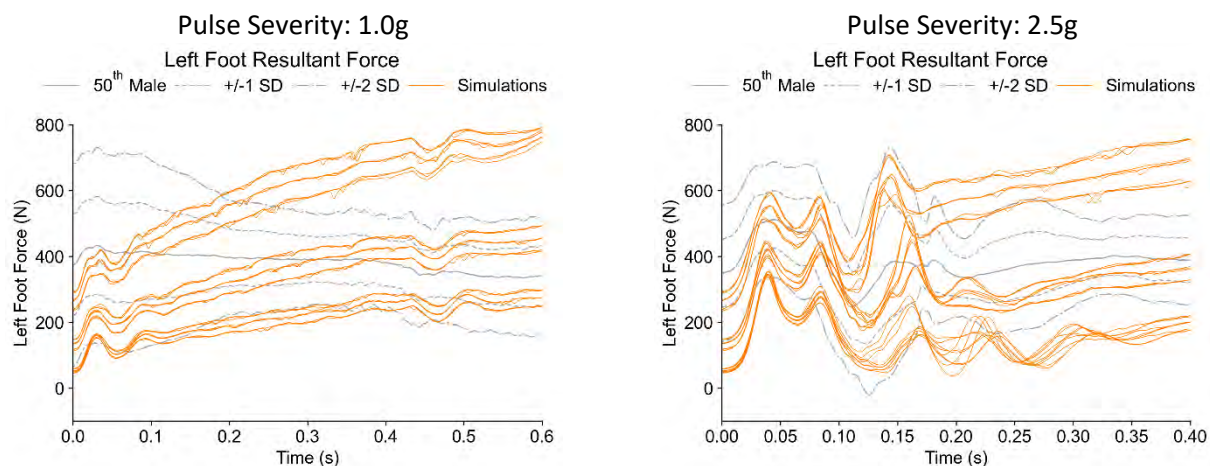 Pulse Severity: 1.0g
Left Foot Resultant Force
50th Male +/-1 SD +/-2 SD Simulations
Left Foot Force (N)
800
600
400
200
0
0.0 0.1 0.2 0.3 0.4 0.5 0.6
Time (s)
Pulse Severity: 2.5g
Left Foot Resultant Force
50th Male +/-1 SD +/-2 SD Simulations
Left Foot Force (N)
800
600
400
200
0
0.00 0.05 0.10 0.15 0.20 0.25 0.30 0.35 0.40
Time (s)